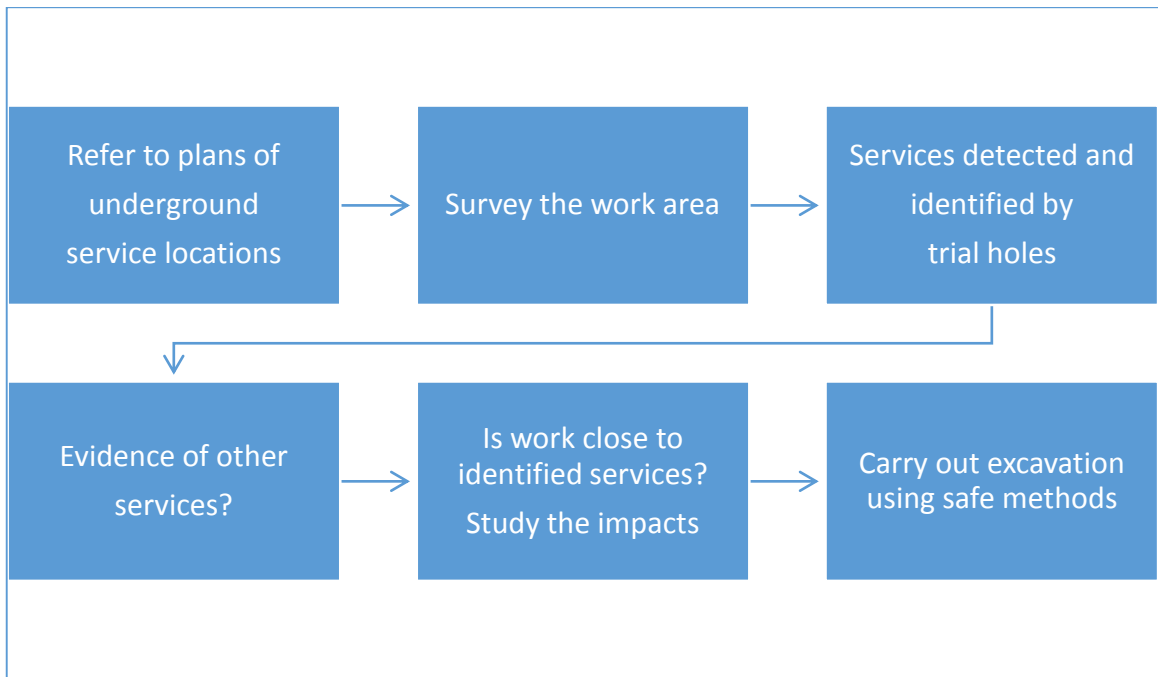 Refer to plans of
underground
service locations
Survey the work area
Services detected and
identified by
trial holes
Evidence of other
services?
Is work close to
identified services?
Study the impacts
Carry out excavation
using safe methods